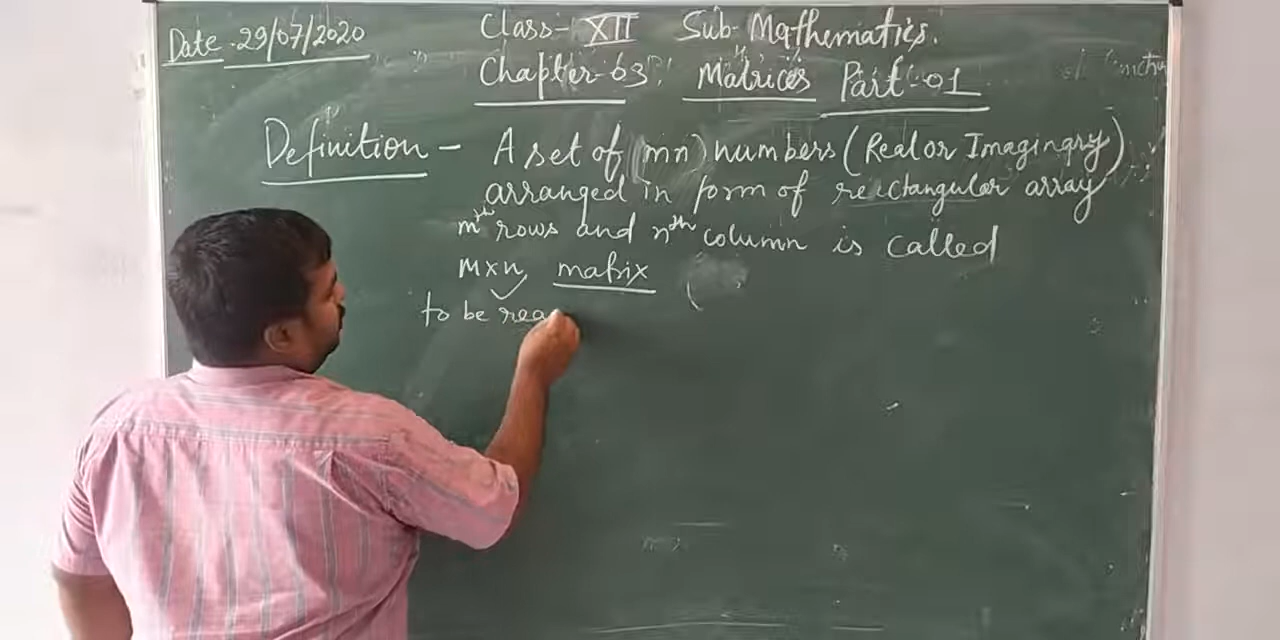 Date 29/07/2020
Class-XII Sub-Mathematics.
Chapter-03: Matrices Part-01
Definition - A set of (mn) numbers (Real or Imaginary)
arranged in form of rectangular array
mth rows and nth column is called
m×n matrix (
to be rea